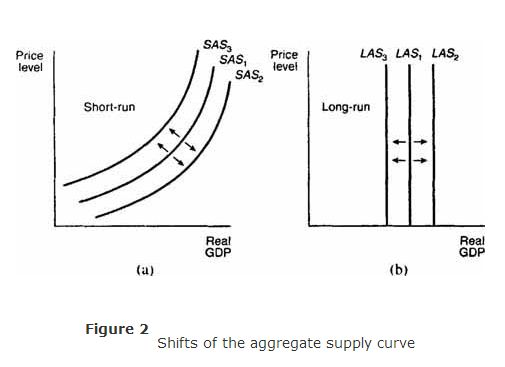 Price
level
Short-run
SAS3
SAS1
SAS2
Real
GDP
(a)
Price
level
Long-run
LAS3 LAS1 LAS2
Real
GDP
(b)
Figure 2
Shifts of the aggregate supply curve